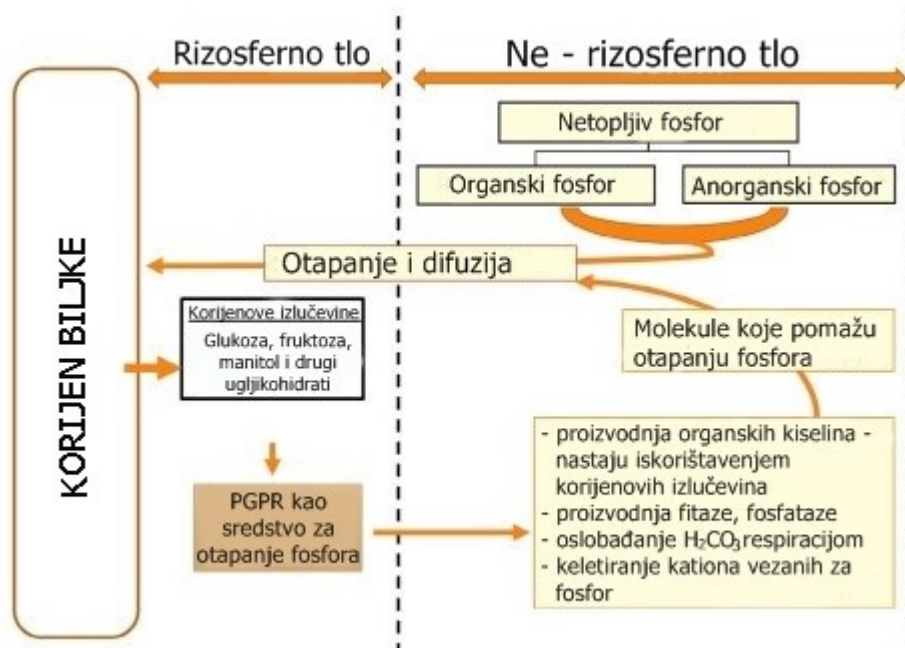 Rizosferno tlo
Ne - rizosferno tlo
Netopljiv fosfor
Organski fosfor
Anorganski fosfor
Otapanje i difuzija
KORIJEN BILJKE
Korijenove izlučevine
Glukoza, fruktoza,
manitol i drugi
ugljikohidrati
Molekule koje pomažu
otapanju fosfora
PGPR kao
sredstvo za
otapanje fosfora
- proizvodnja organskih kiselina -
nastaju iskorištavenjem
korijenovih izlučevina
- proizvodnja fitaze, fosfataze
- oslobađanje H₂CO₃ respiracijom
- keletiranje kationa vezanih za
fosfor